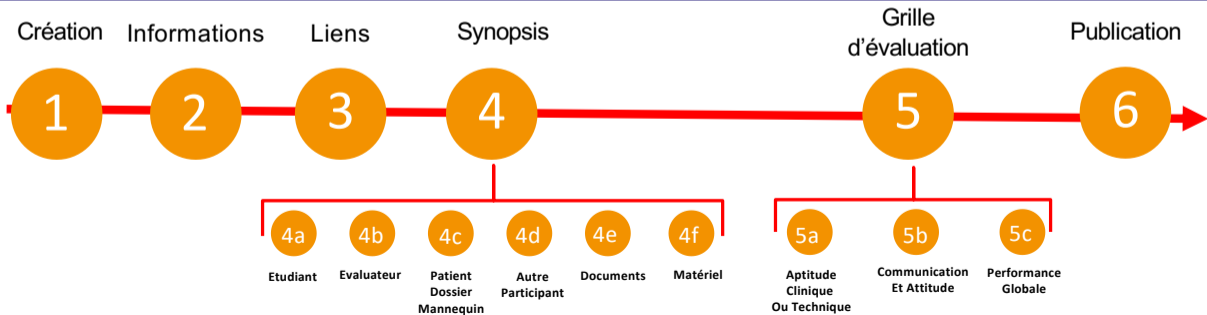 Création
Informations
Liens
Synopsis
Grille
d'évaluation
Publication
1
2
3
4
5
6
4a
4b
4c
4d
4e
4f
5a
5b
5c
Etudiant
Evaluateur
Patient
Dossier
Mannequin
Autre
Participant
Documents
Matériel
Aptitude
Clinique
Ou Technique
Communication
Et Attitude
Performance
Globale